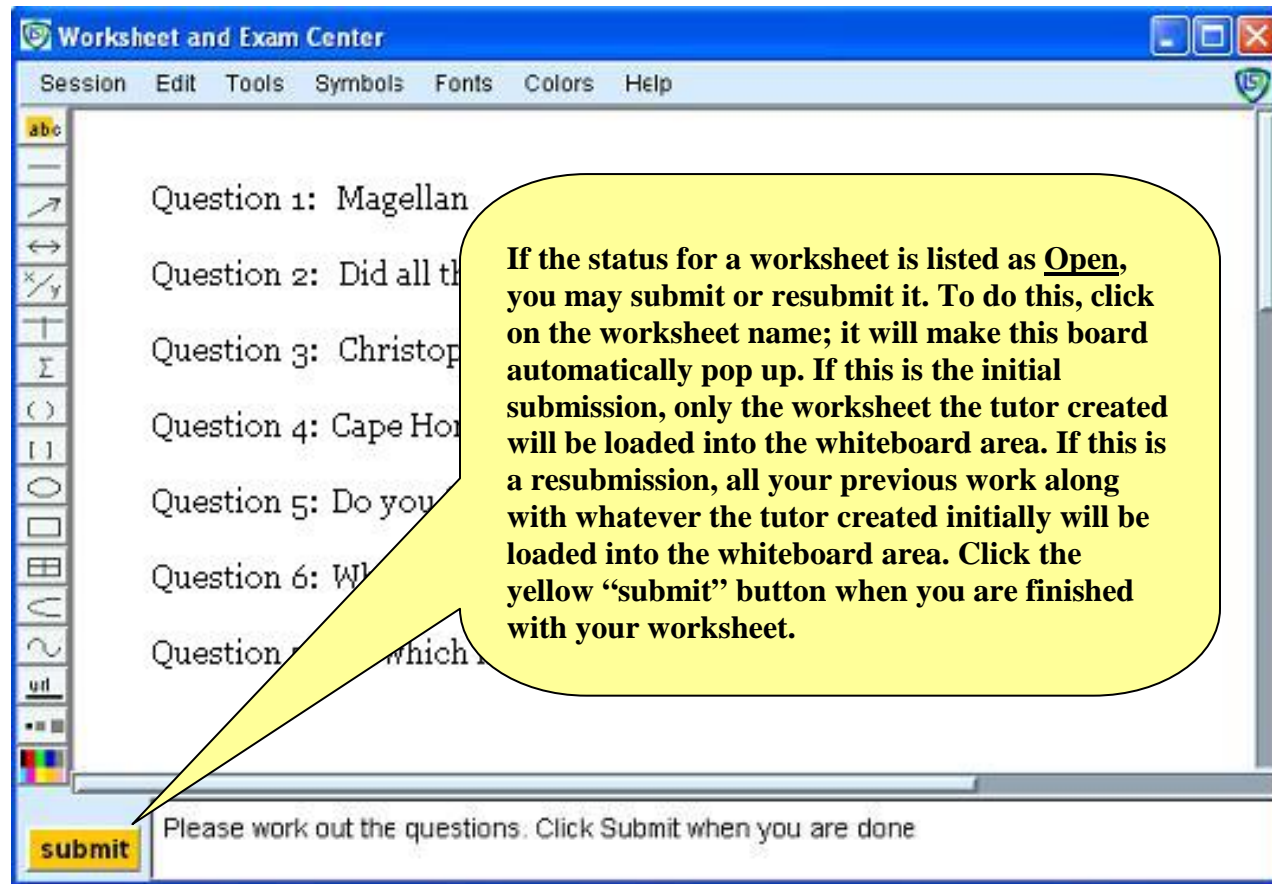 Worksheet and Exam Center
Session Edit Tools Symbols Fonts Colors Help
abc
Question 1: Magellan
Question 2: Did all th
Question 3: Christop
Question 4: Cape Hor
Question 5: Do you
Question 6: Wh
Question which
x/y
Σ
( )
[ ]
url
If the status for a worksheet is listed as Open,
you may submit or resubmit it. To do this, click
on the worksheet name; it will make this board
automatically pop up. If this is the initial
submission, only the worksheet the tutor created
will be loaded into the whiteboard area. If this is
a resubmission, all your previous work along
with whatever the tutor created initially will be
loaded into the whiteboard area. Click the
yellow “submit” button when you are finished
with your worksheet.
submit
Please work out the questions. Click Submit when you are done